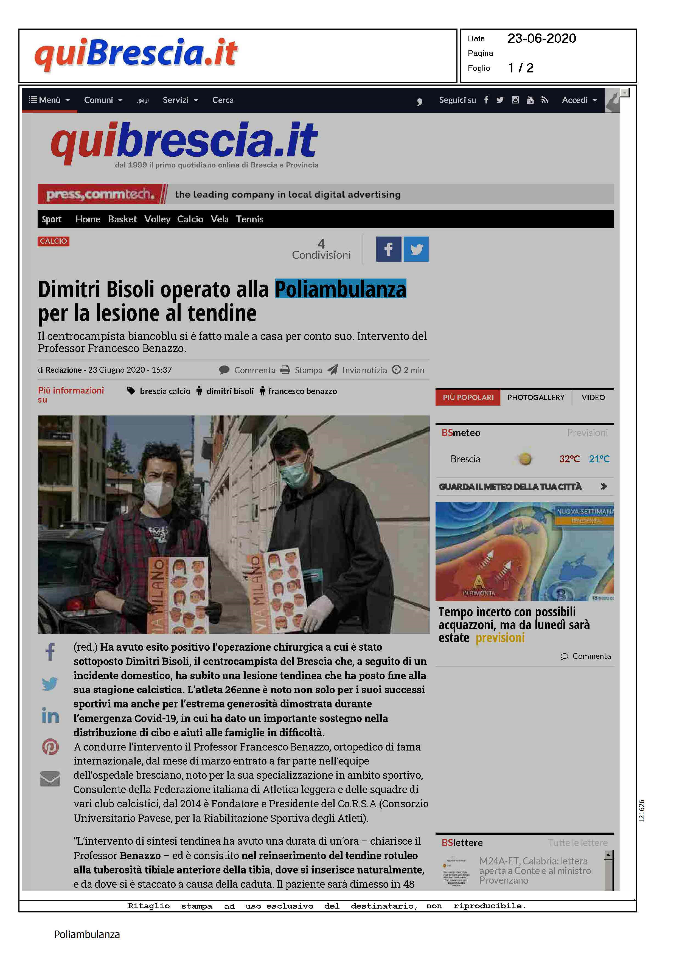 quiBrescia.it
Data 23-06-2020
Pagina
Foglio 1 / 2
Menù Comuni Servizi Cerca Seguici su Accedi
quibrescia.it
dal 1999 il primo quotidiano online di Brescia e Provincia
press,commtech. the leading company in local digital advertising
Sport Home Basket Volley Calcio Vela Tennis
CALCIO
4
Condivisioni
Dimitri Bisoli operato alla Poliambulanza
per la lesione al tendine
Il centrocampista biancoblu si è fatto male a casa per conto suo. Intervento del
Professor Francesco Benazzo.
di Redazione - 23 Giugno 2020 - 16:37 Commenta Stampa Invia notizia 2 min
Più informazioni
su
brescia calcio dimitri bisoli francesco benazzo
VIA MILANO
VIA MILANO
(red.) Ha avuto esito positivo l'operazione chirurgica a cui è stato
sottoposto Dimitri Bisoli, il centrocampista del Brescia che, a seguito di un
incidente domestico, ha subito una lesione tendinea che ha posto fine alla
sua stagione calcistica. L'atleta 26enne è noto non solo per i suoi successi
sportivi ma anche per l'estrema generosità dimostrata durante
l'emergenza Covid-19, in cui ha dato un importante sostegno nella
distribuzione di cibo e aiuti alle famiglie in difficoltà.
A condurre l'intervento il Professor Francesco Benazzo, ortopedico di fama
internazionale, dal mese di marzo entrato a far parte nell'equipe
dell'ospedale bresciano, noto per la sua specializzazione in ambito sportivo,
Consulente della Federazione italiana di Atletica leggera e delle squadre di
vari club calcistici, dal 2014 è Fondatore e Presidente del Co.R.S.A (Consorzio
Universitario Pavese, per la Riabilitazione Sportiva degli Atleti).
"L'intervento di sintesi tendinea ha avuto una durata di un'ora – chiarisce il
Professor Benazzo – ed è consistito nel reinserimento del tendine rotuleo
alla tuberosità tibiale anteriore della tibia, dove si inserisce naturalmente,
e da dove si è staccato a causa della caduta. Il paziente sarà dimesso in 48
PIÙ POPOLARI PHOTOGALLERY VIDEO
BSmeteo Previsioni
Brescia 32°C 21°C
GUARDA IL METEO DELLA TUA CITTÀ
NUOVA SETTIMANA
TENDENZA
A
IN RIMONTA
B
Tempo incerto con possibili
acquazzoni, ma da lunedì sarà
estate previsioni
Commenta
BSlettere Tutte le lettere
M24A-ET, Calabria: lettera
aperta a Conte e al ministro
Provenzano
121626
Ritaglio stampa ad uso esclusivo del destinatario, non riproducibile.
Poliambulanza